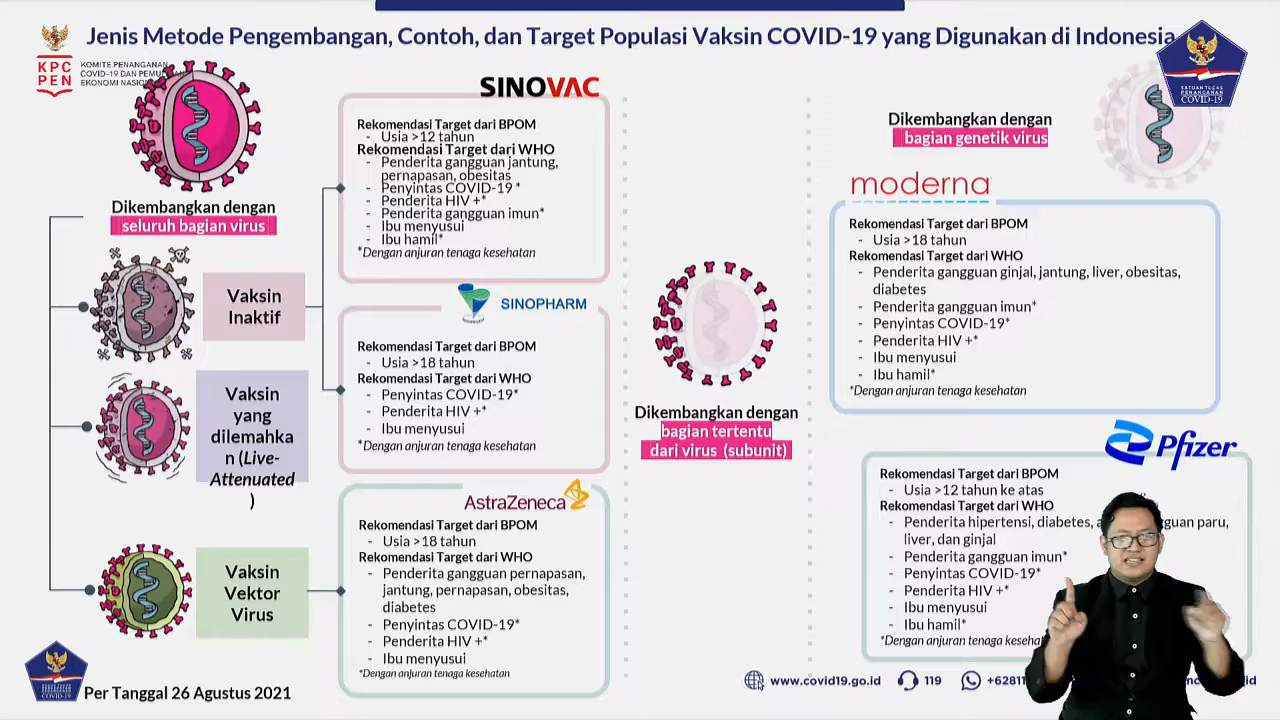 Jenis Metode Pengembangan, Contoh, dan Target Populasi Vaksin COVID-19 yang Digunakan di Indonesia
KPC
PEN
KOMITE PENANGANAN
COVID-19 DAN
EKONOMI
SATUAN TUGAS
PENANGANAN
COVID-19
Dikembangkan dengan
seluruh bagian virus
Vaksin
Inaktif
Vaksin
yang
dilemahka
n (Live-
Attenuated
)
Vaksin
Vektor
Virus
SINOVAC
Rekomendasi Target dari BPOM
- Usia >12 tahun
Rekomendasi Target dari WHO
- Penderita gangguan jantung,
pernapasan, obesitas
- Penyintas COVID-19 *
- Penderita HIV +*
- Penderita gangguan imun*
- Ibu menyusui
- Ibu hamil*
*Dengan anjuran tenaga kesehatan
SINOPHARM
Rekomendasi Target dari BPOM
- Usia >18 tahun
Rekomendasi Target dari WHO
- Penyintas COVID-19*
- Penderita HIV +*
- Ibu menyusui
*Dengan anjuran tenaga kesehatan
AstraZeneca
Rekomendasi Target dari BPOM
- Usia >18 tahun
Rekomendasi Target dari WHO
- Penderita gangguan pernapasan,
jantung, pernapasan, obesitas,
diabetes
- Penyintas COVID-19*
- Penderita HIV +*
- Ibu menyusui
*Dengan anjuran tenaga kesehatan
Dikembangkan dengan
bagian tertentu
dari virus (subunit)
Dikembangkan dengan
bagian genetik virus
moderna
Rekomendasi Target dari BPOM
- Usia >18 tahun
Rekomendasi Target dari WHO
- Penderita gangguan ginjal, jantung, liver, obesitas,
diabetes
- Penderita gangguan imun*
- Penyintas COVID-19*
- Penderita HIV +*
- Ibu menyusui
- Ibu hamil*
*Dengan anjuran tenaga kesehatan
Pfizer
Rekomendasi Target dari BPOM
- Usia >12 tahun ke atas
Rekomendasi Target dari WHO
- Penderita hipertensi, diabetes, paru,
liver, dan ginjal
- Penderita gangguan imun*
- Penyintas COVID-19*
- Penderita HIV +*
- Ibu menyusui
- Ibu hamil*
*Dengan anjuran tenaga
COVID-19
Per Tanggal 26 Agustus 2021
www.covid19.go.id 119